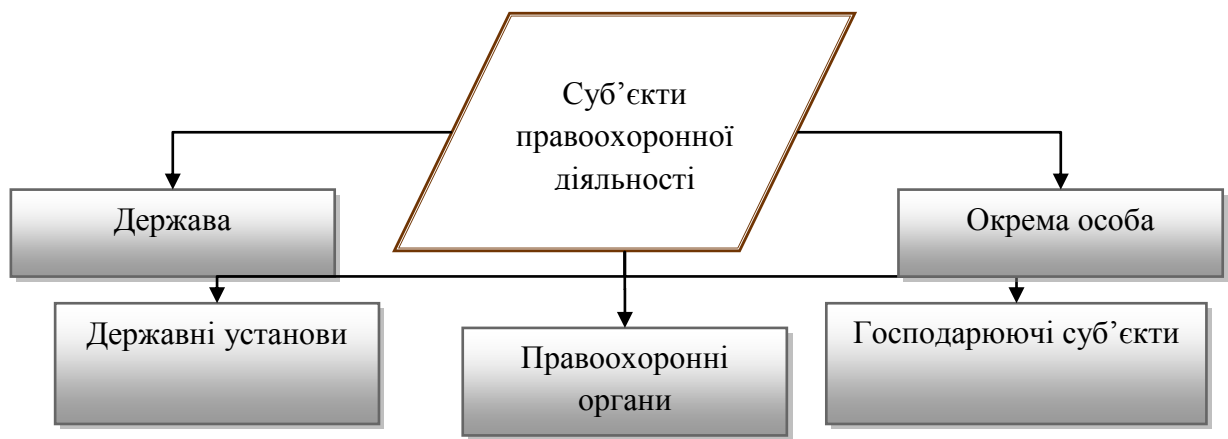 Суб’єкти
правоохоронної
діяльності
Держава
Окрема особа
Державні установи
Правоохоронні
органи
Господарюючі суб’єкти